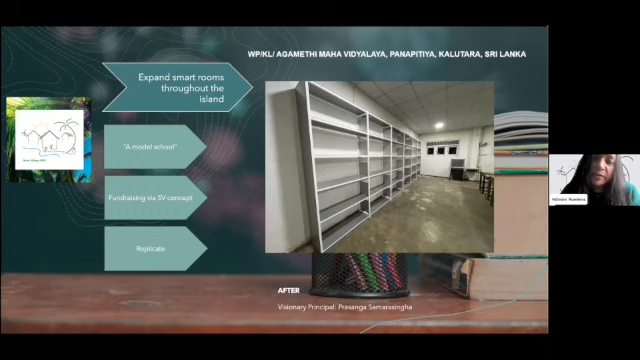 WP/KL/ AGAMETHI MAHA VIDYALAYA, PANAPITIYA, KALUTARA, SRI LANKA
Expand smart rooms
throughout the
island
"A model school"
Fundraising via SV concept
Replicate
AFTER
Visionary Principal: Prasanga Samarasingha